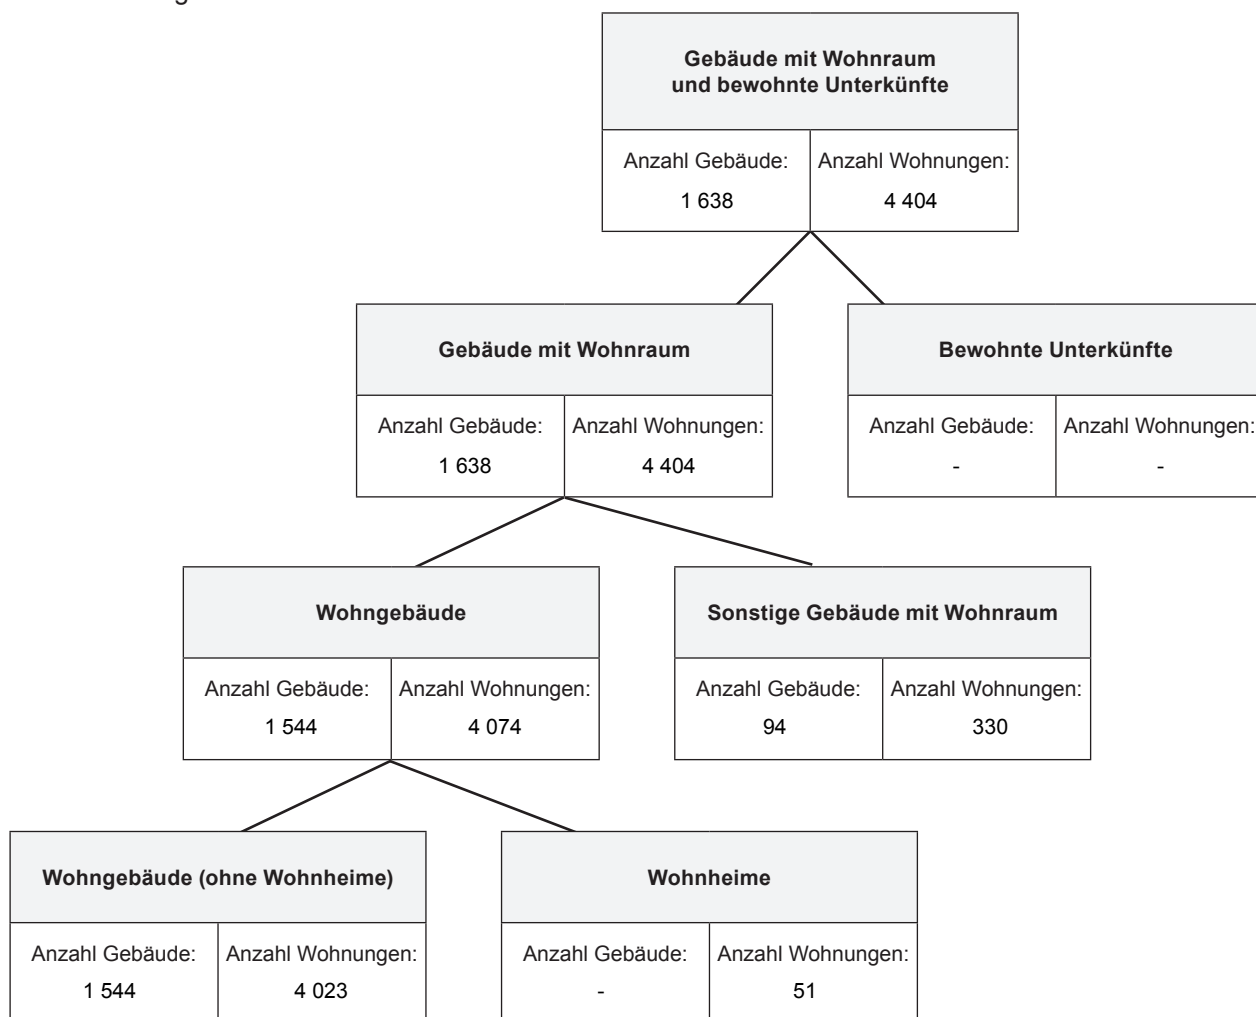 Gebäude mit Wohnraum
und bewohnte Unterkünfte
Anzahl Gebäude: Anzahl Wohnungen:
1 638 4 404
Gebäude mit Wohnraum Bewohnte Unterkünfte
Anzahl Gebäude: Anzahl Wohnungen: Anzahl Gebäude: Anzahl Wohnungen:
1 638 4 404 - -
Wohngebäude Sonstige Gebäude mit Wohnraum
Anzahl Gebäude: Anzahl Wohnungen: Anzahl Gebäude: Anzahl Wohnungen:
1 544 4 074 94 330
Wohngebäude (ohne Wohnheime) Wohnheime
Anzahl Gebäude: Anzahl Wohnungen: Anzahl Gebäude: Anzahl Wohnungen:
1 544 4 023 - 51